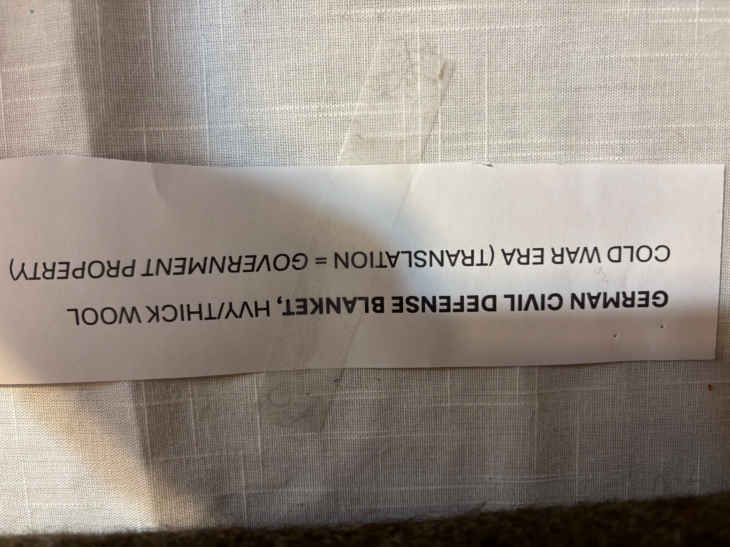 GERMAN CIVIL DEFENSE BLANKET, HVY/THICK WOOL
COLD WAR ERA (TRANSLATION = GOVERNMENT PROPERTY)